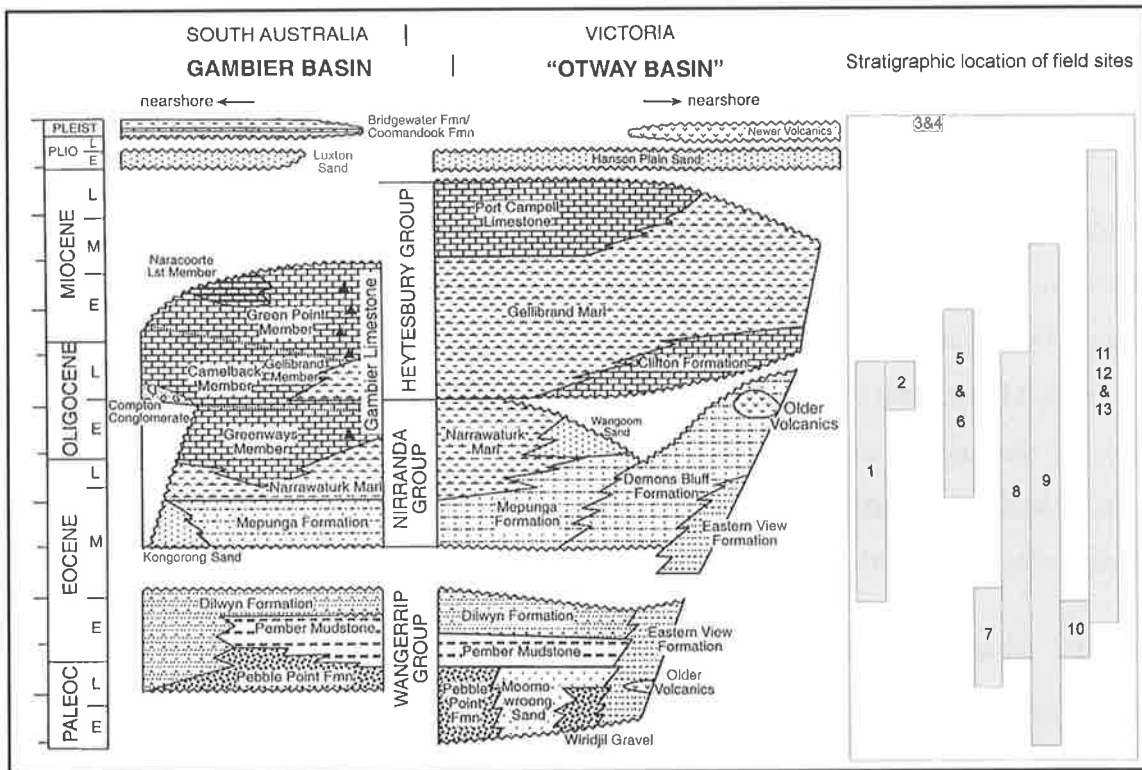 SOUTH AUSTRALIA | VICTORIA
GAMBIER BASIN | "OTWAY BASIN"
Stratigraphic location of field sites
nearshore
nearshore
PLEIST
PLIO
L
E
MIOCENE
L
M
E
OLIGOCENE
L
E
EOCENE
L
M
E
PALEOC
L
E
Bridgewater Fmn/
Coomandook Fmn
Luxton
Sand
Naracoorte
Lst Member
Green Point
Member
Gellibrand
Member
Camelback
Member
Gambier Limestone
Compton
Conglomerate
Greenways
Member
Narrawaturk Marl
Mepunga Formation
Kongorong Sand
Dilwyn Formation
Pember Mudstone
Pebble Point Fmn
HEYTESBURY GROUP
NIRRANDA
GROUP
WANGERRIP
GROUP
Newer Volcanics
Hanson Plain Sand
Port Campell
Limestone
Gellibrand Marl
Clifton Formation
Older
Volcanics
Wangoom
Sand
Narrawaturk
Marl
Demons Bluff
Formation
Mepunga
Formation
Eastern View
Formation
Dilwyn Formation
Pember Mudstone
Eastern View
Formation
Pebble
Point
Fmn
Moomo-
wroong
Sand
Older
Volcanics
Wiridjil Gravel
3&4
1
2
5
&
6
7
8
9
10
11
12
&
13